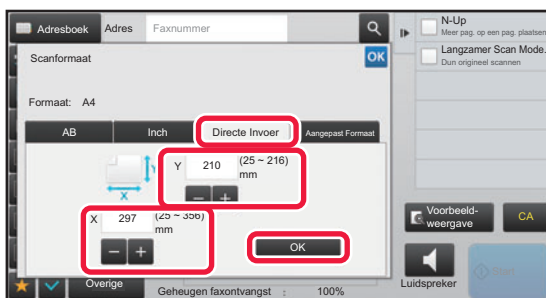 Adresboek Adres Faxnummer
N-Up
Meer pag. op een pag. plaatsen
Scanformaat OK
Langzamer Scan Mode.
Dun origineel scannen
Formaat: A4
AB Inch Directe Invoer Aangepast Formaat
Y 210 (25 ~ 216)
mm
Y
X
X 297 (25 ~ 356)
mm
OK
Voorbeeld-
weergave
CA
Start
Overige
Geheugen faxontvangst : 100%
Luidspreker